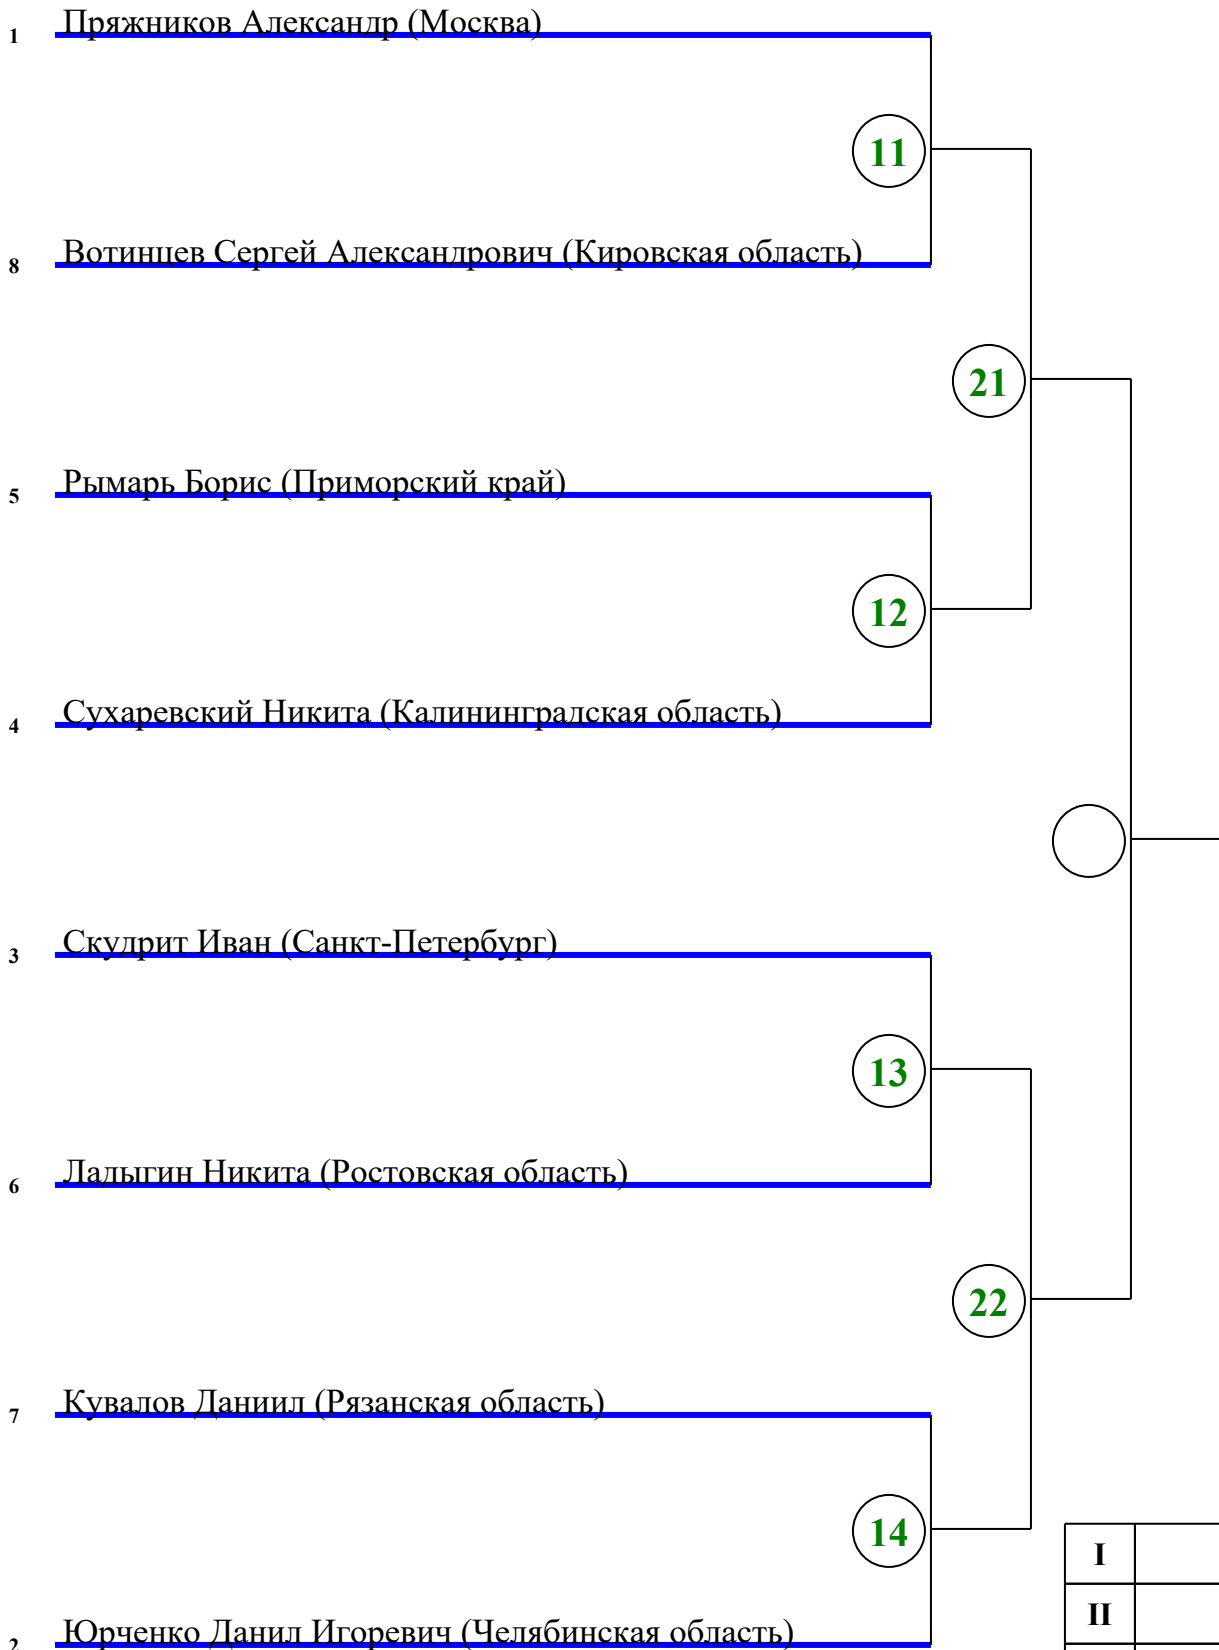 1 Пряжников Александр (Москва)
11
8 Вотинцев Сергей Александрович (Кировская область)
21
5 Рымарь Борис (Приморский край)
12
4 Сухаревский Никита (Калининградская область)
3 Скудрит Иван (Санкт-Петербург)
13
6 Ладыгин Никита (Ростовская область)
22
7 Кувалов Даниил (Рязанская область)
14
I
II
2 Юрченко Данил Игоревич (Челябинская область)